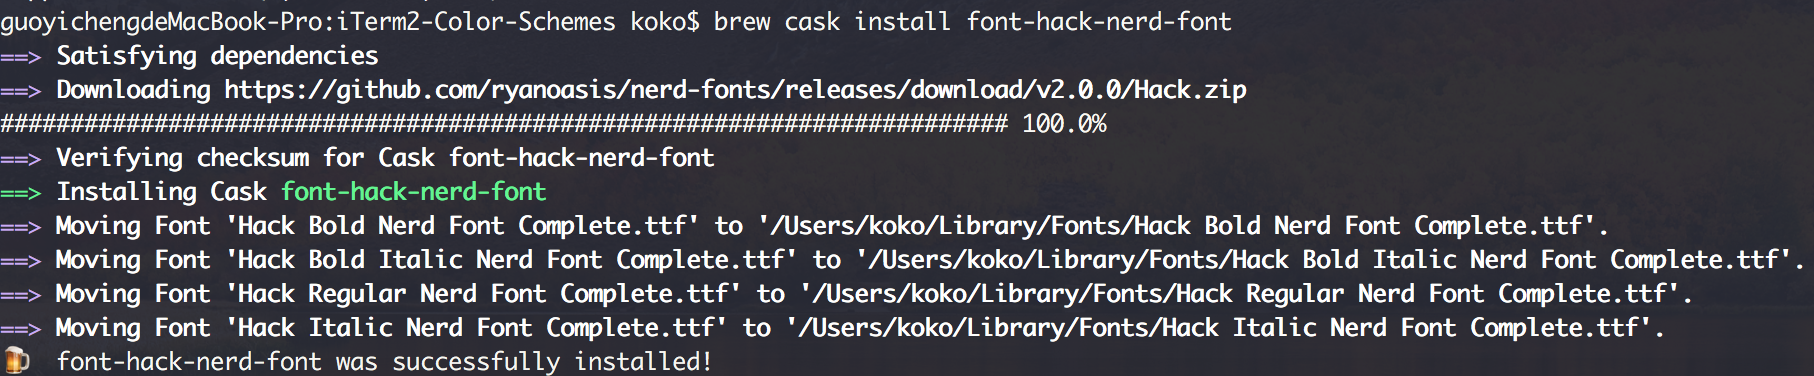 guoyichengdeMacBook-Pro:iTerm2-Color-Schemes koko$ brew cask install font-hack-nerd-font
==> Satisfying dependencies
==> Downloading https://github.com/ryanoasis/nerd-fonts/releases/download/v2.0.0/Hack.zip
######################################################################## 100.0%
==> Verifying checksum for Cask font-hack-nerd-font
==> Installing Cask font-hack-nerd-font
==> Moving Font 'Hack Bold Nerd Font Complete.ttf' to '/Users/koko/Library/Fonts/Hack Bold Nerd Font Complete.ttf'.
==> Moving Font 'Hack Bold Italic Nerd Font Complete.ttf' to '/Users/koko/Library/Fonts/Hack Bold Italic Nerd Font Complete.ttf'.
==> Moving Font 'Hack Regular Nerd Font Complete.ttf' to '/Users/koko/Library/Fonts/Hack Regular Nerd Font Complete.ttf'.
==> Moving Font 'Hack Italic Nerd Font Complete.ttf' to '/Users/koko/Library/Fonts/Hack Italic Nerd Font Complete.ttf'.
🍺 font-hack-nerd-font was successfully installed!